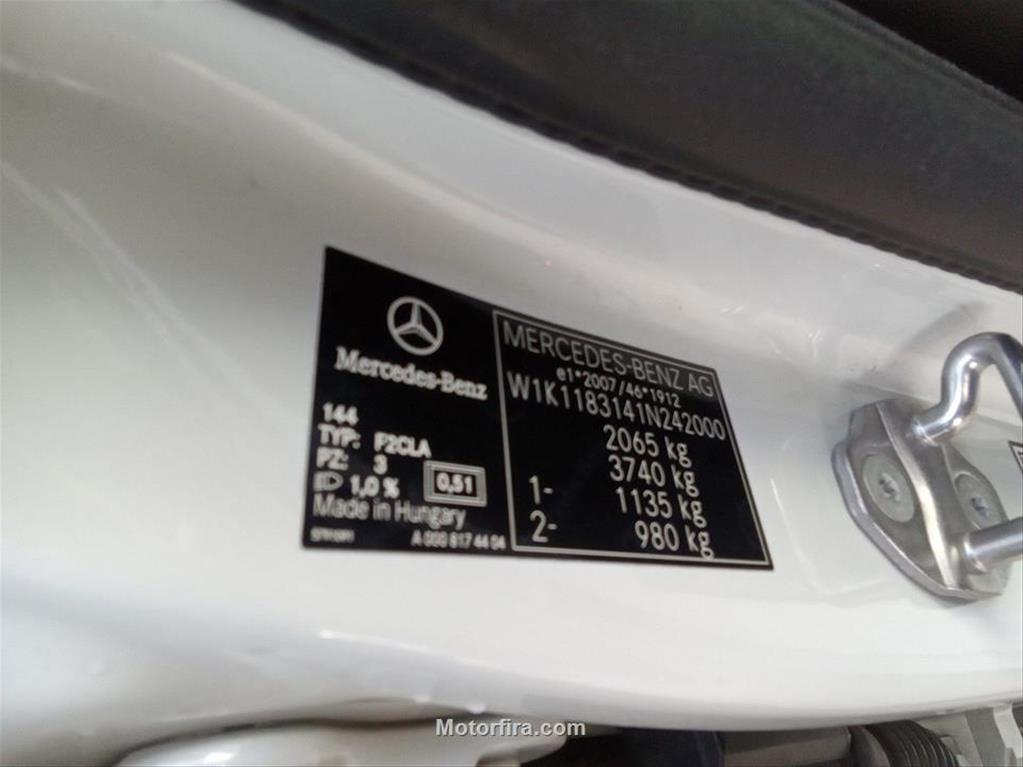 Mercedes-Benz
144
TYP: F2CLA
PZ: 3
1,0 %
0,51
Made in Hungary
A 000 817 44 04
MERCEDES-BENZ AG
e1*2007/46*1912
W1K1183141N242000
2065 kg
3740 kg
1- 1135 kg
2- 980 kg
Motorfira.com